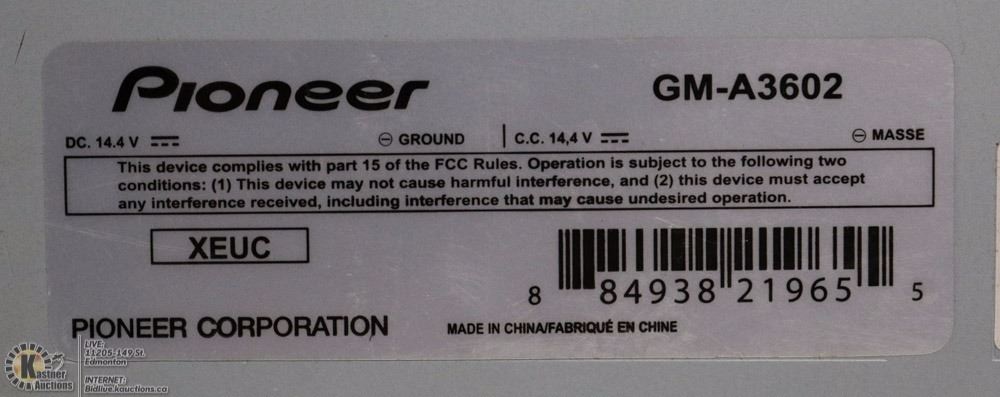 Pioneer
GM-A3602
DC. 14.4 V ⎓ ⊖ GROUND | C.C. 14,4 V ⎓ ⊖ MASSE
This device complies with part 15 of the FCC Rules. Operation is subject to the following two
conditions: (1) This device may not cause harmful interference, and (2) this device must accept
any interference received, including interference that may cause undesired operation.
XEUC
8 84938 21965 5
PIONEER CORPORATION
MADE IN CHINA/FABRIQUÉ EN CHINE
Kastner
Auctions
LIVE:
11205-149 St.
Edmonton
INTERNET:
Bidlive.kauctions.ca